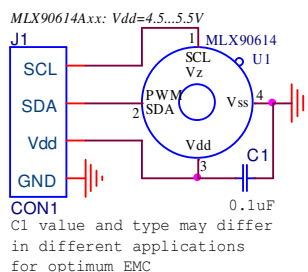 MLX90614Axx: Vdd=4.5...5.5V
J1
SCL
SDA
Vdd
GND
CON1
MLX90614
U1
1
SCL
Vz
PWM
SDA
2
Vss
4
Vdd
3
C1
0.1uF
C1 value and type may differ
in different applications
for optimum EMC